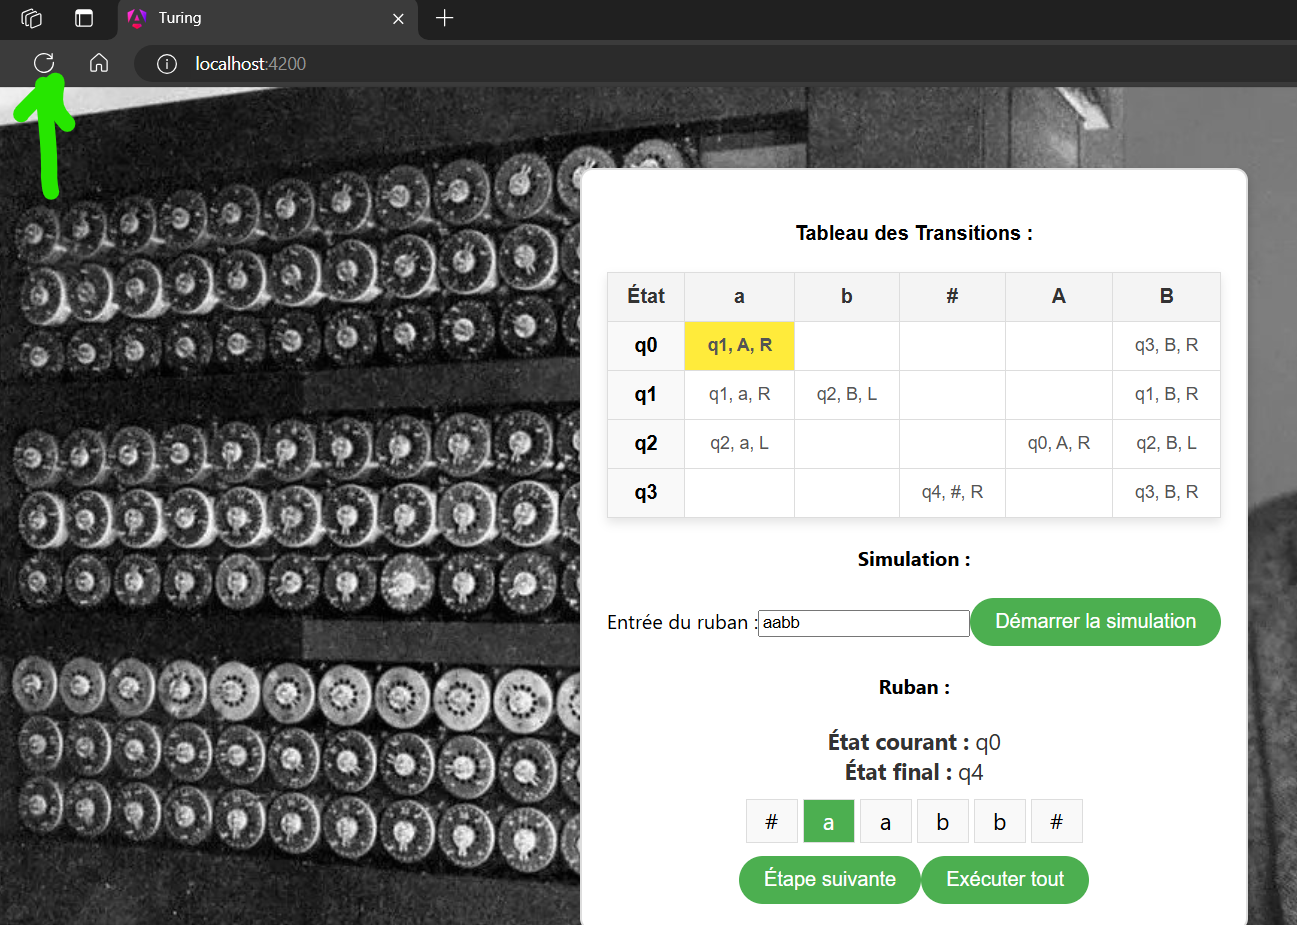 Turing
localhost:4200
Tableau des Transitions :
État a b # A B
q0 q1, A, R q3, B, R
q1 q1, a, R q2, B, L q1, B, R
q2 q2, a, L q0, A, R q2, B, L
q3 q4, #, R q3, B, R
Simulation :
Entrée du ruban : aabb Démarrer la simulation
Ruban :
État courant : q0
État final : q4
# a a b b #
Étape suivante Exécuter tout